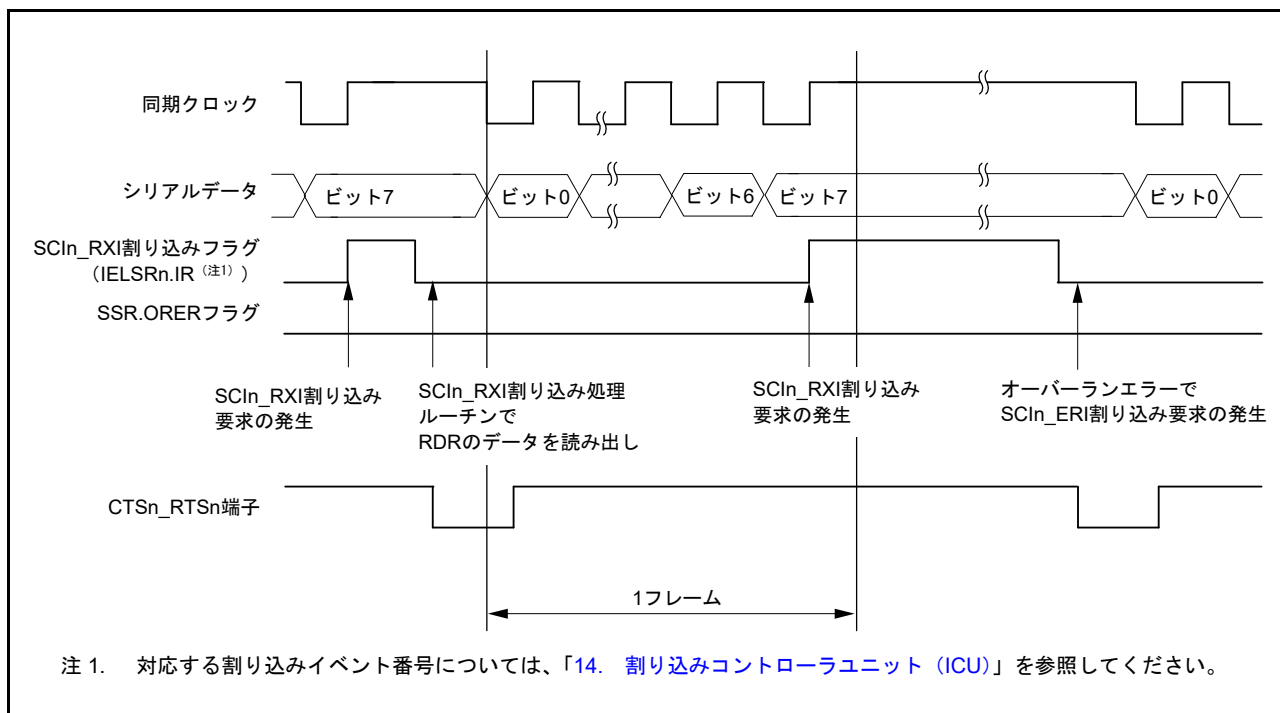 同期クロック
シリアルデータ
ビット7
ビット0
ビット6
ビット7
ビット0
SCIn_RXI割り込みフラグ
(IELSRn.IR（注1）)
SSR.ORERフラグ
SCIn_RXI割り込み
要求の発生
SCIn_RXI割り込み処理
ルーチンで
RDRのデータを読み出し
SCIn_RXI割り込み
要求の発生
オーバーランエラーで
SCIn_ERI割り込み要求の発生
CTSn_RTSn端子
1フレーム
注 1. 対応する割り込みイベント番号については、「14. 割り込みコントローラユニット（ICU）」を参照してください。